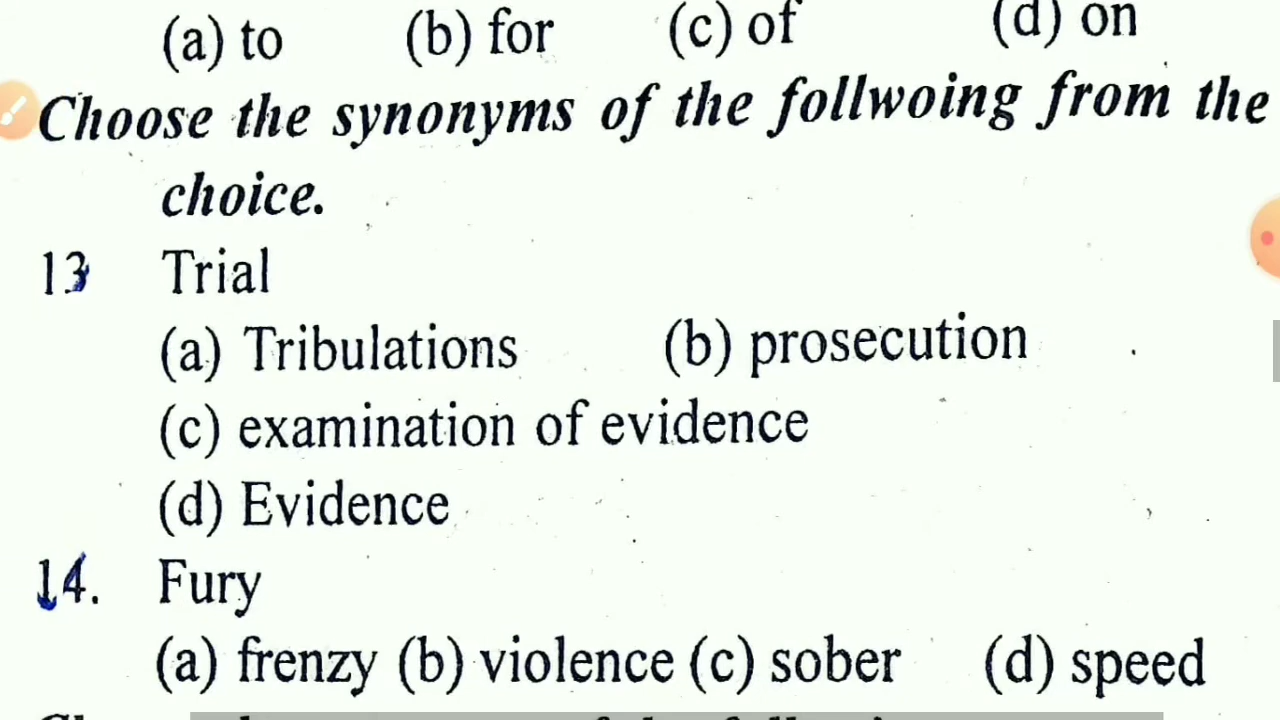 (a) to (b) for (c) of (d) on
Choose the synonyms of the follwoing from the
choice.
13 Trial
(a) Tribulations (b) prosecution
(c) examination of evidence
(d) Evidence
14. Fury
(a) frenzy (b) violence (c) sober (d) speed